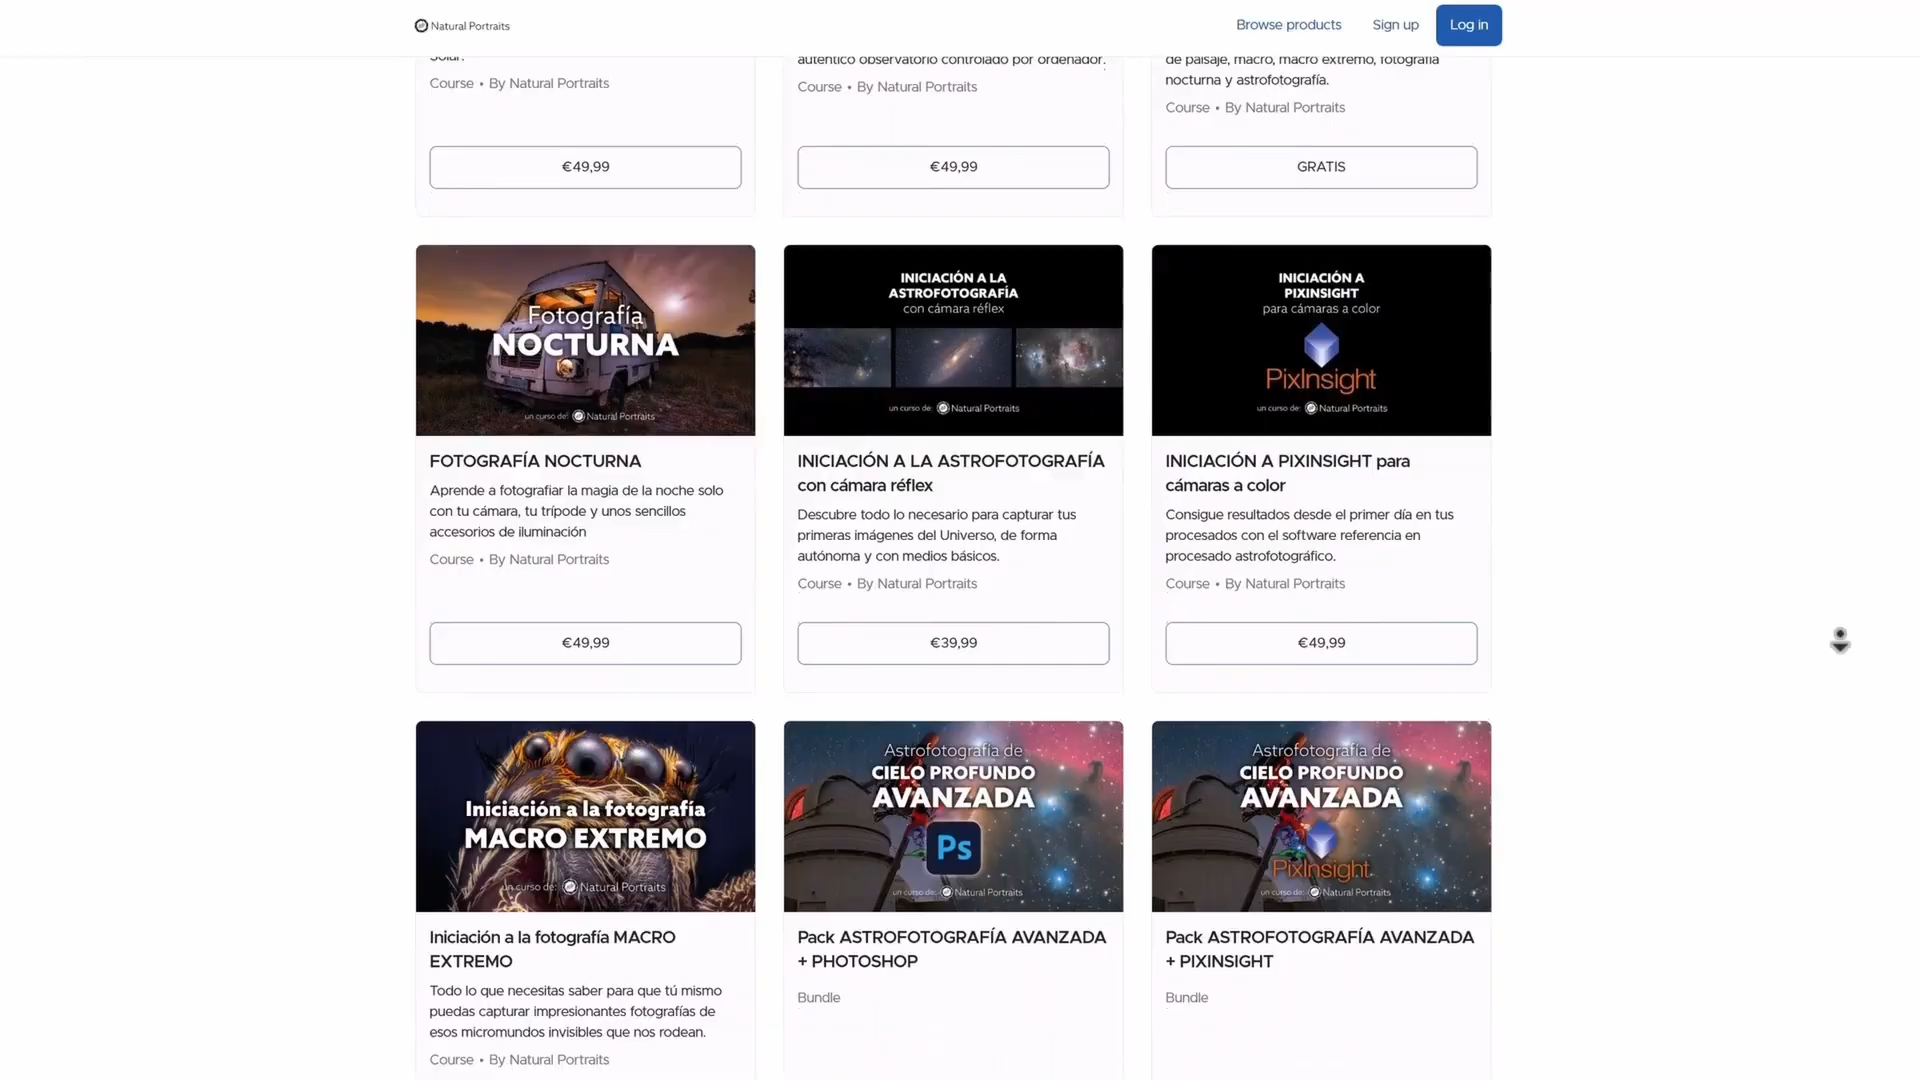 Natural Portraits
Browse products
Sign up
Log in
Solar.
Course • By Natural Portraits
€49,99
auténtico observatorio controlado por ordenador.
Course • By Natural Portraits
€49,99
de paisaje, macro, macro extremo, fotografía
nocturna y astrofotografía.
Course • By Natural Portraits
GRATIS
Fotografía
NOCTURNA
un curso de: Natural Portraits
FOTOGRAFÍA NOCTURNA
Aprende a fotografiar la magia de la noche solo
con tu cámara, tu trípode y unos sencillos
accesorios de iluminación
Course • By Natural Portraits
€49,99
INICIACIÓN A LA
ASTROFOTOGRAFÍA
con cámara réflex
un curso de: Natural Portraits
INICIACIÓN A LA ASTROFOTOGRAFÍA
con cámara réflex
Descubre todo lo necesario para capturar tus
primeras imágenes del Universo, de forma
autónoma y con medios básicos.
Course • By Natural Portraits
€39,99
INICIACIÓN A
PIXINSIGHT
para cámaras a color
PixInsight
un curso de: Natural Portraits
INICIACIÓN A PIXINSIGHT para
cámaras a color
Consigue resultados desde el primer día en tus
procesados con el software referencia en
procesado astrofotográfico.
Course • By Natural Portraits
€49,99
Iniciación a la fotografía
MACRO EXTREMO
un curso de: Natural Portraits
Iniciación a la fotografía MACRO
EXTREMO
Todo lo que necesitas saber para que tú mismo
puedas capturar impresionantes fotografías de
esos micromundos invisibles que nos rodean.
Course • By Natural Portraits
Astrofotografía de
CIELO PROFUNDO
AVANZADA
Ps
un curso de: Natural Portraits
Pack ASTROFOTOGRAFÍA AVANZADA
+ PHOTOSHOP
Bundle
Astrofotografía de
CIELO PROFUNDO
AVANZADA
PixInsight
un curso de: Natural Portraits
Pack ASTROFOTOGRAFÍA AVANZADA
+ PIXINSIGHT
Bundle